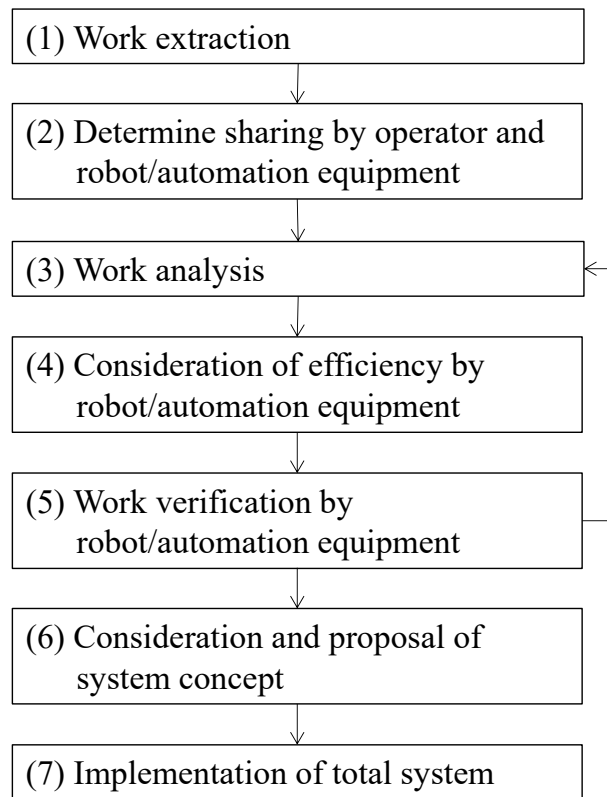 (1) Work extraction
(2) Determine sharing by operator and
robot/automation equipment
(3) Work analysis
(4) Consideration of efficiency by
robot/automation equipment
(5) Work verification by
robot/automation equipment
(6) Consideration and proposal of
system concept
(7) Implementation of total system